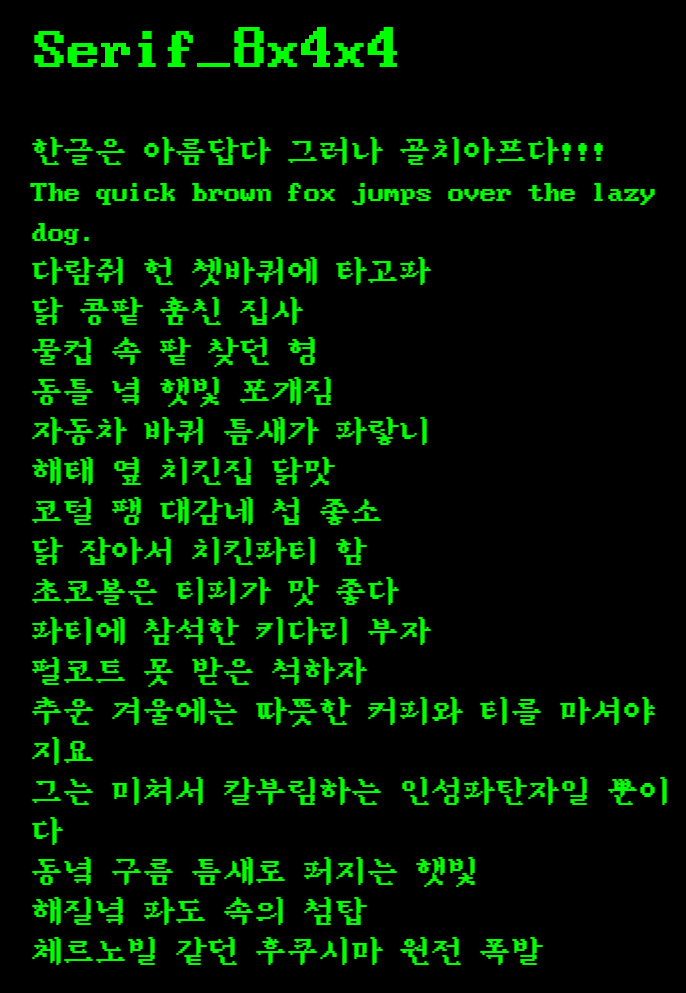 Serif_8x4x4
한글은 아름답다 그러나 골치아프다!!!
The quick brown fox jumps over the lazy
dog.
다람쥐 헌 쳇바퀴에 타고파
닭 콩팥 훔친 집사
물컵 속 팥 찾던 형
동틀 녘 햇빛 포개짐
자동차 바퀴 틈새가 파랗니
해태 옆 치킨집 닭맛
코털 팽 대감네 첩 좋소
닭 잡아서 치킨파티 함
초코볼은 티피가 맛 좋다
파티에 참석한 키다리 부자
펄코트 못 받은 척하자
추운 겨울에는 따뜻한 커피와 티를 마셔야
지요
그는 미쳐서 칼부림하는 인성파탄자일 뿐이
다
동녘 구름 틈새로 퍼지는 햇빛
해질녘 파도 속의 첨탑
체르노빌 같던 후쿠시마 원전 폭발